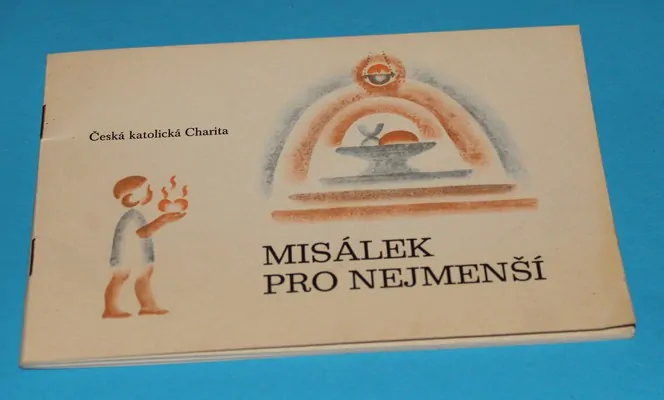 Česká katolická Charita
MISÁLEK
PRO NEJMENŠÍ